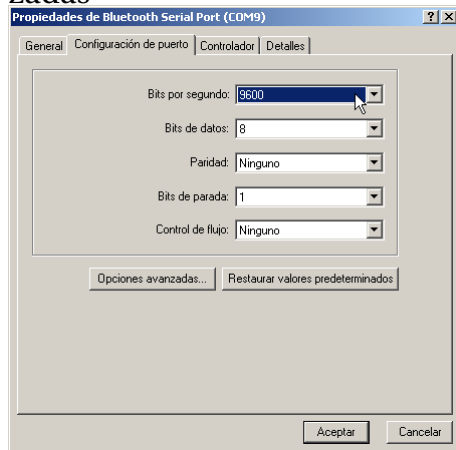 zadas
Propiedades de Bluetooth Serial Port (COM9)
General Configuración de puerto Controlador Detalles
Bits por segundo: 9600
Bits de datos: 8
Paridad: Ninguno
Bits de parada: 1
Control de flujo: Ninguno
Opciones avanzadas... Restaurar valores predeterminados
Aceptar Cancelar